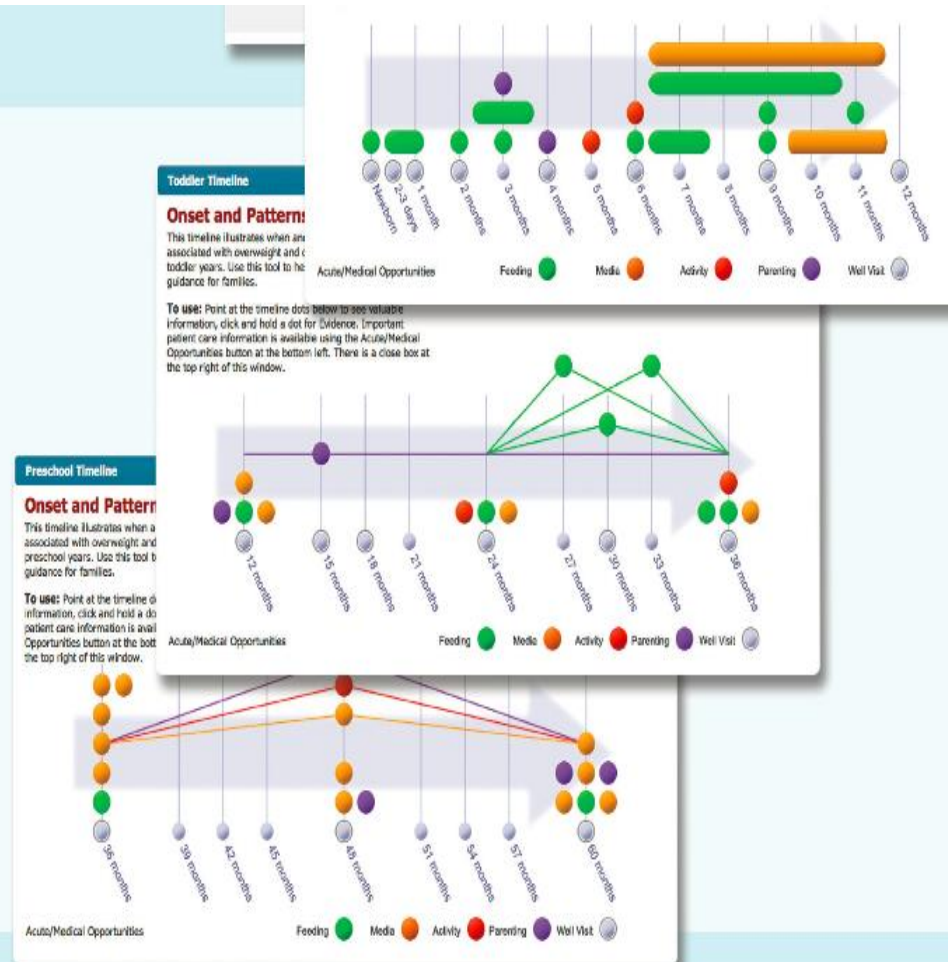 Newborn
2-3 days
1 month
2 months
3 months
4 months
5 months
6 months
7 months
8 months
9 months
10 months
11 months
12 months
Acute/Medical Opportunities Feeding Media Activity Parenting Well Visit
Toddler Timeline
Onset and Patterns
This timeline illustrates when an
associated with overweight and o
toddler years. Use this tool to he
guidance for families.
To use: Point at the timeline dots below to see valuable
information, click and hold a dot for Evidence. Important
patient care information is available using the Acute/Medical
Opportunities button at the bottom left. There is a close box at
the top right of this window.
12 months
15 months
18 months
21 months
24 months
27 months
30 months
33 months
36 months
Acute/Medical Opportunities Feeding Media Activity Parenting Well Visit
Preschool Timeline
Onset and Pattern
This timeline illustrates when a
associated with overweight and
preschool years. Use this tool t
guidance for families.
To use: Point at the timeline d
information, click and hold a do
patient care information is avail
Opportunities button at the bott
the top right of this window.
36 months
39 months
42 months
45 months
48 months
51 months
54 months
57 months
60 months
Acute/Medical Opportunities Feeding Media Activity Parenting Well Visit